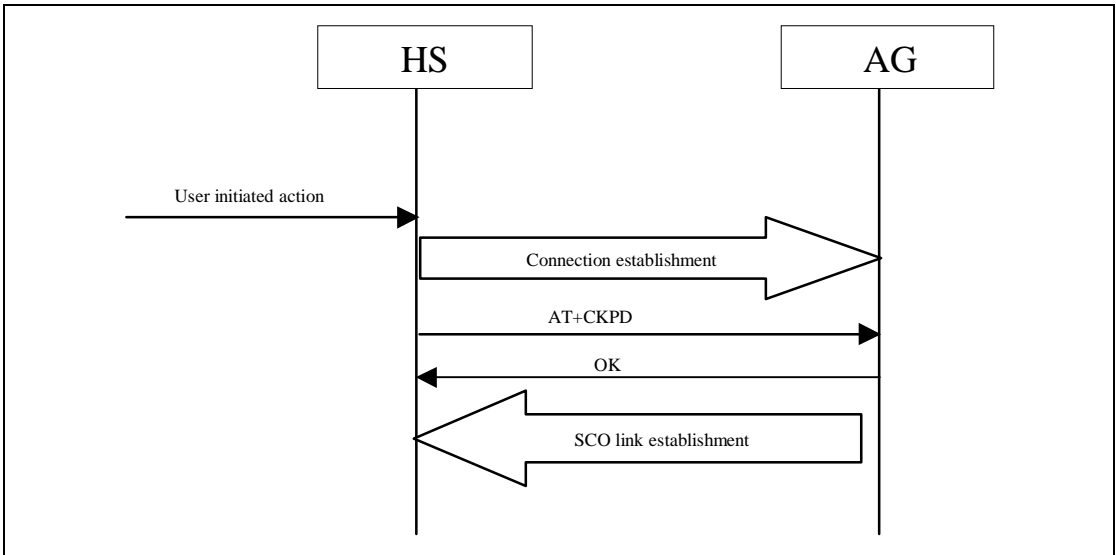 HS
AG
User initiated action
Connection establishment
AT+CKPD
OK
SCO link establishment